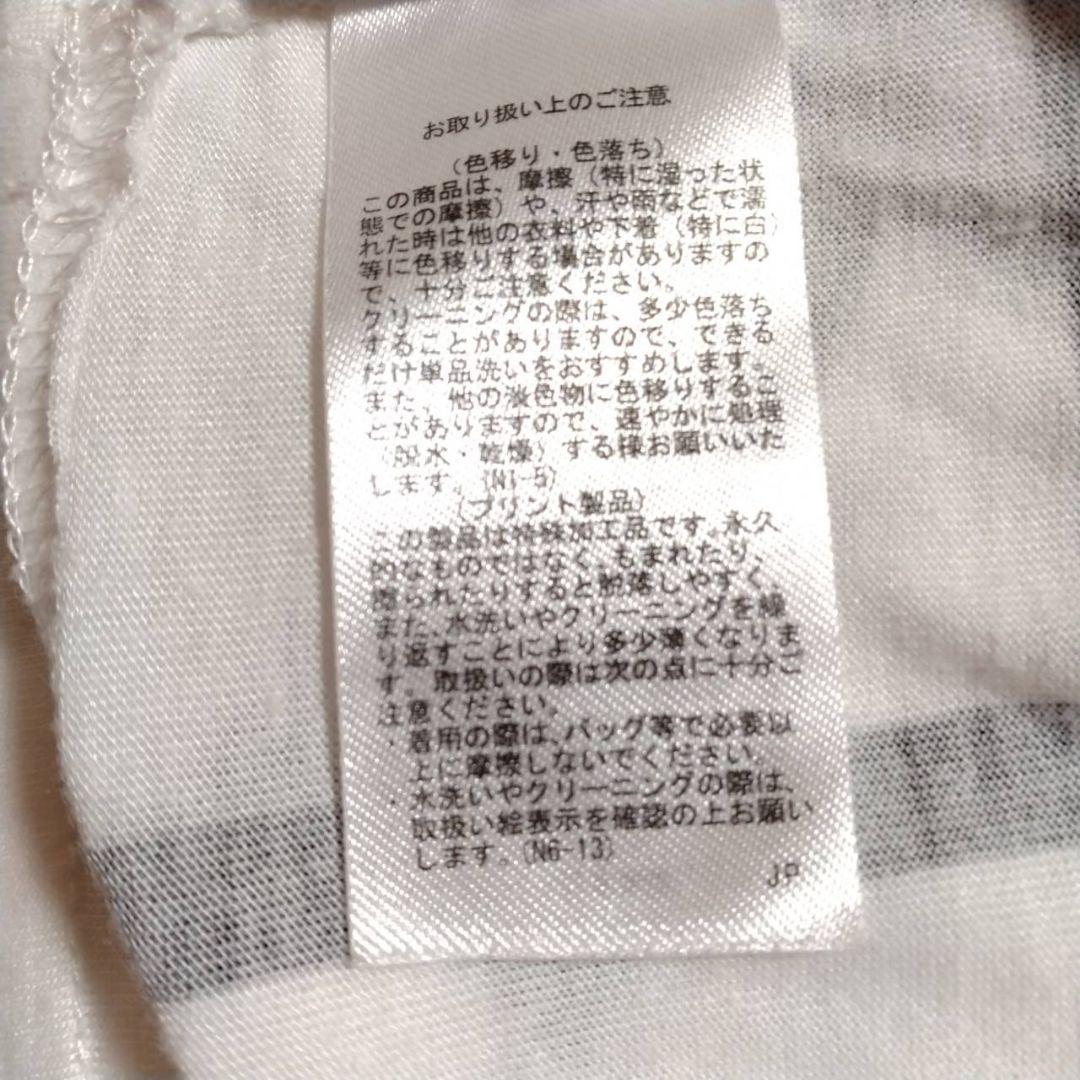 お取り扱い上のご注意
(色移り・色落ち)
この商品は、摩擦(特に湿った状
態での摩擦)や、汗や雨などで濡
れた時は他の衣料や下着(特に白)
等に色移りする場合がありますの
で、十分ご注意ください。
クリーニングの際は、多少色落ち
することがありますので、できる
だけ単品洗いをおすすめします。
また、他の淡色物に色移りするこ
とがありますので、速やかに処理
(脱水・乾燥)する様お願いいた
します。(N1-5)
(プリント製品)
この製品は特殊加工品です。永久
的なものではなく、もまれたり、
擦られたりすると脱落しやすく、
また、水洗いやクリーニングを繰
り返すことにより多少薄くなりま
す。取扱いの際は次の点に十分ご
注意ください。
・着用の際は、バッグ等で必要以
上に摩擦しないでください。
・水洗いやクリーニングの際は、
取扱い絵表示を確認の上お願い
します。(N6-13)
JP